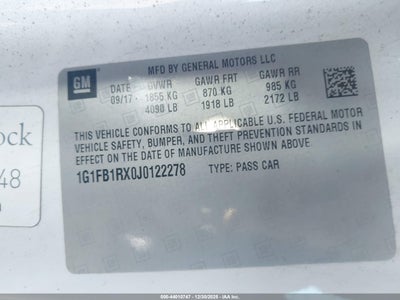 GM
MFD BY GENERAL MOTORS LLC
DATE GVWR GAWR FRT GAWR RR
09/17 1855 KG 870 KG 985 KG
4098 LB 1918 LB 2172 LB
THIS VEHICLE CONFORMS TO ALL APPLICABLE U.S. FEDERAL MOTOR
VEHICLE SAFETY, BUMPER, AND THEFT PREVENTION STANDARDS IN
EFFECT ON THE DATE OF MANUFACTURE SHOWN ABOVE.
1G1FB1RX0J0122278 TYPE: PASS CAR
ock
48
500-44010747 - 12/30/2025 - IAA Inc.